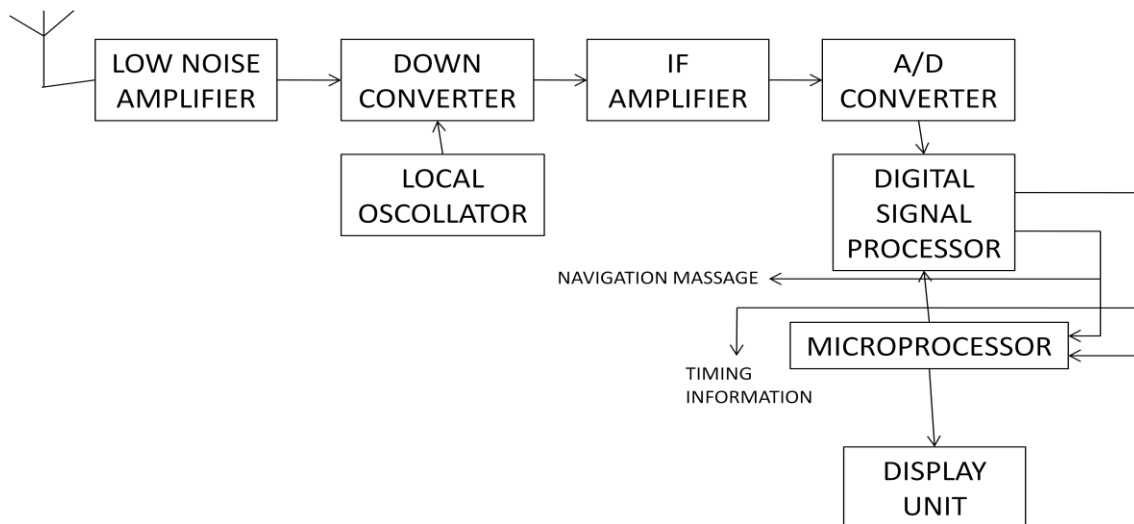 LOW NOISE
AMPLIFIER
DOWN
CONVERTER
IF
AMPLIFIER
A/D
CONVERTER
LOCAL
OSCOLLATOR
DIGITAL
SIGNAL
PROCESSOR
NAVIGATION MASSAGE
MICROPROCESSOR
TIMING
INFORMATION
DISPLAY
UNIT